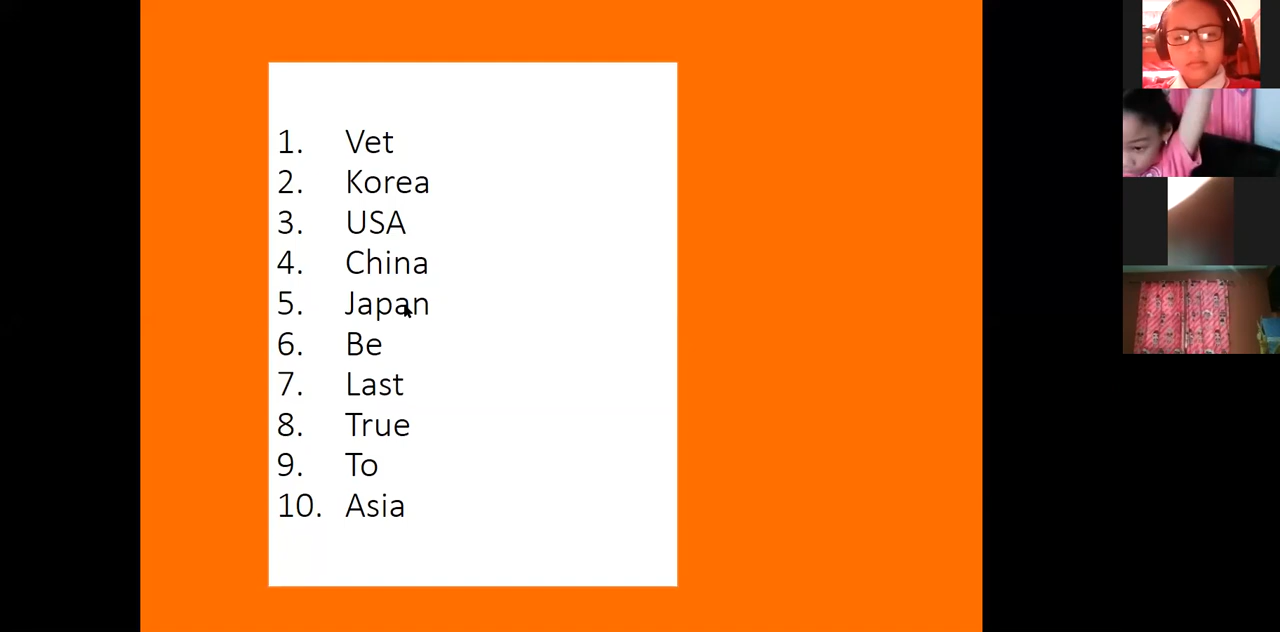 1. Vet
2. Korea
3. USA
4. China
5. Japan
6. Be
7. Last
8. True
9. To
10. Asia